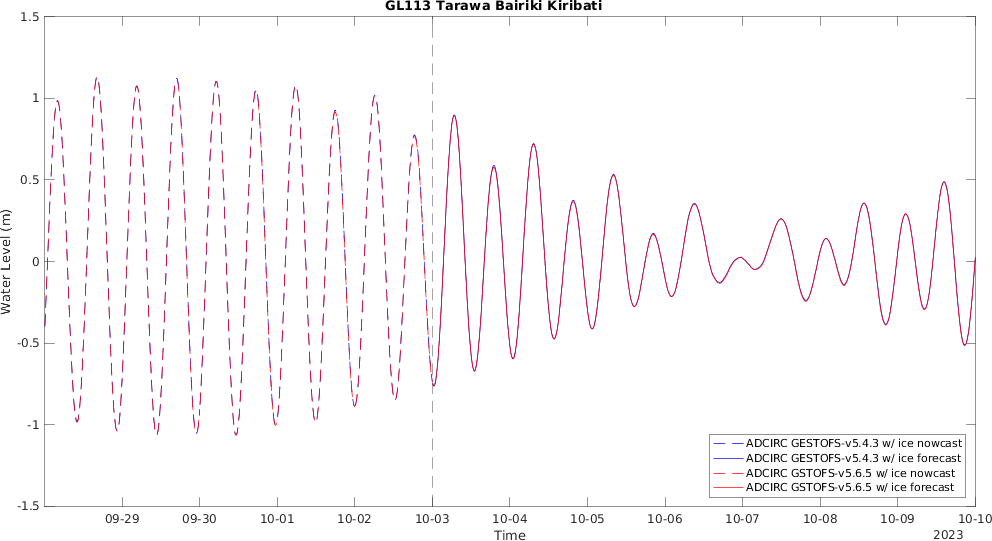 GL113 Tarawa Bairiki Kiribati
1.5
1
0.5
0
-0.5
-1
-1.5
Water Level (m)
ADCIRC GESTOFS-v5.4.3 w/ ice nowcast
ADCIRC GESTOFS-v5.4.3 w/ ice forecast
ADCIRC GSTOFS-v5.6.5 w/ ice nowcast
ADCIRC GSTOFS-v5.6.5 w/ ice forecast
09-29 09-30 10-01 10-02 10-03 10-04 10-05 10-06 10-07 10-08 10-09 10-10
Time
2023